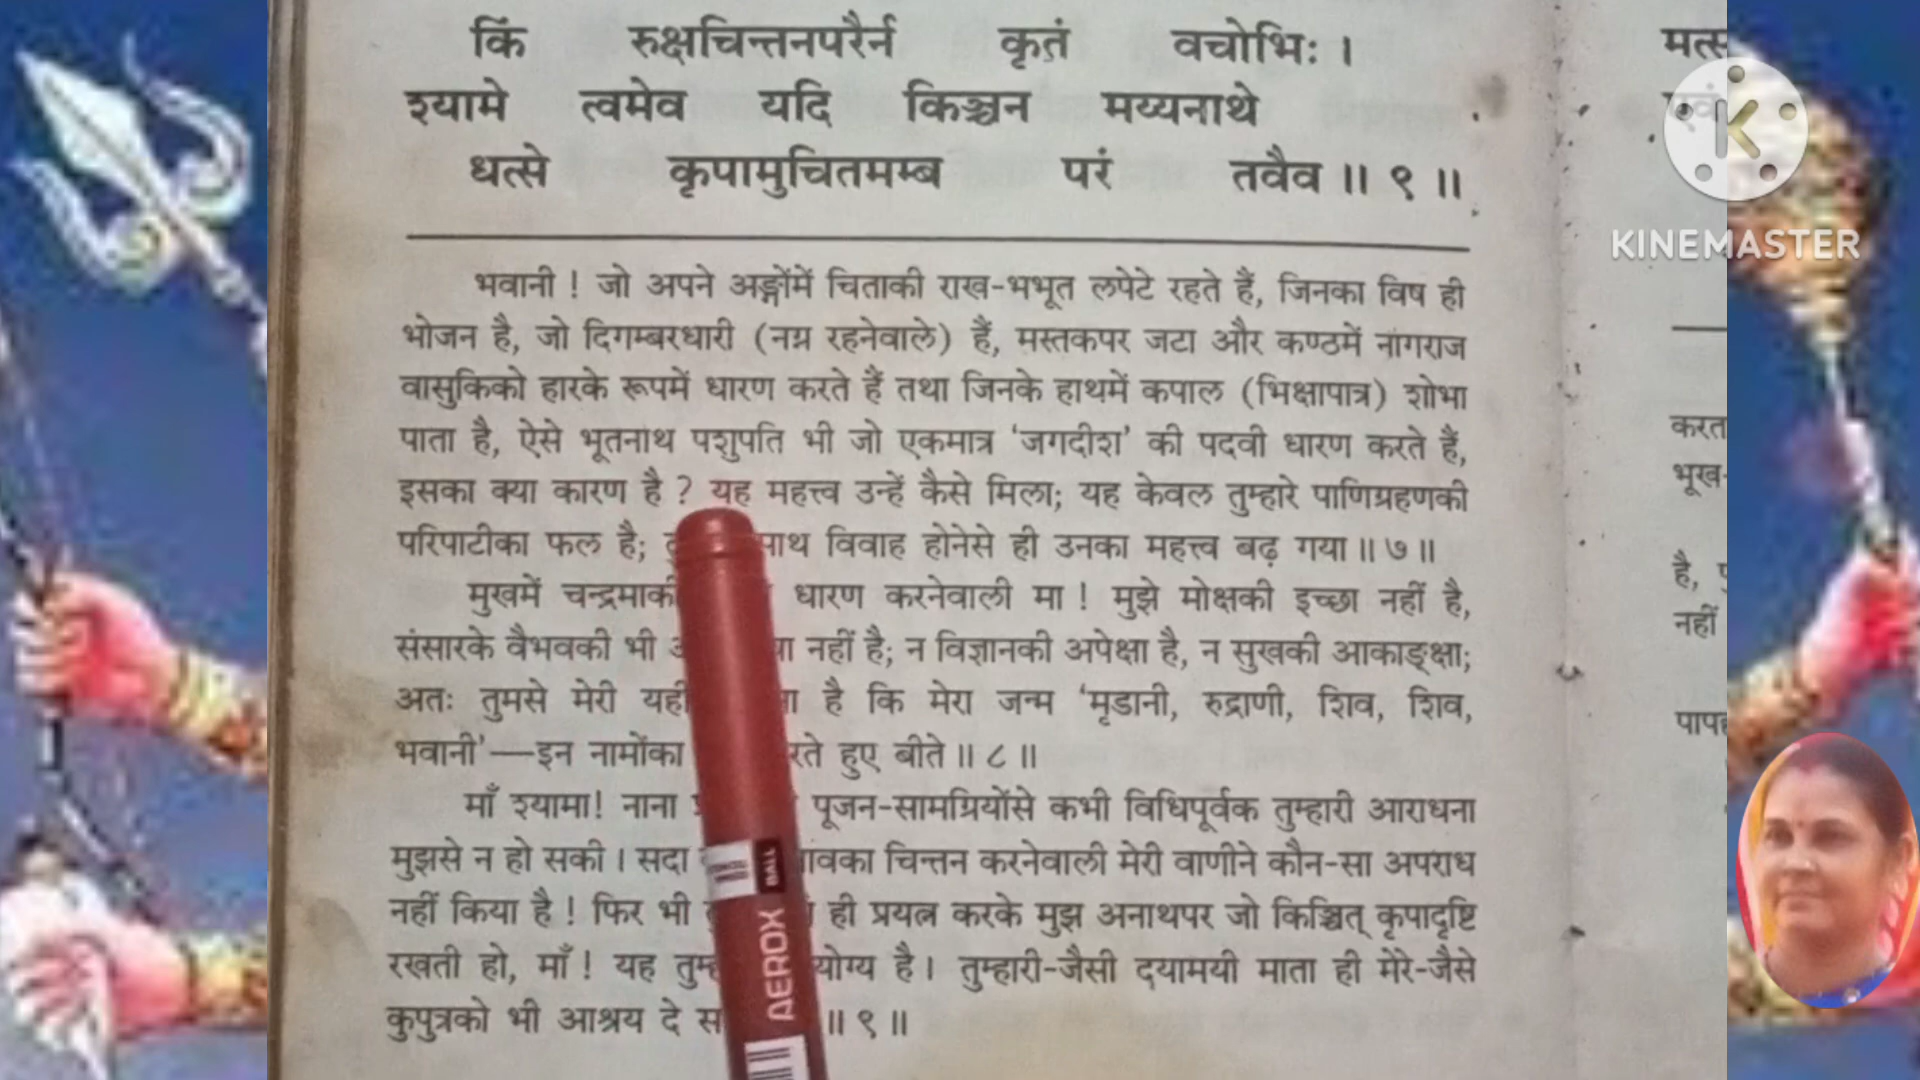 किं रुक्षचिन्तनपरैर्न कृतं वचोभिः ।
श्यामे त्वमेव यदि किञ्चन मय्यनाथे
धत्से कृपामुचितमम्ब परं तवैव ॥ ९ ॥
भवानी ! जो अपने अङ्गोंमें चिताकी राख-भभूत लपेटे रहते हैं, जिनका विष ही
भोजन है, जो दिगम्बरधारी (नग्न रहनेवाले) हैं, मस्तकपर जटा और कण्ठमें नागराज
वासुकिको हारके रूपमें धारण करते हैं तथा जिनके हाथमें कपाल (भिक्षापात्र) शोभा
पाता है, ऐसे भूतनाथ पशुपति भी जो एकमात्र ‘जगदीश’ की पदवी धारण करते हैं,
इसका क्या कारण है ? यह महत्त्व उन्हें कैसे मिला; यह केवल तुम्हारे पाणिग्रहणकी
परिपाटीका फल है; साथ विवाह होनेसे ही उनका महत्त्व बढ़ गया ॥ ७ ॥
मुखमें चन्द्रमाकी धारण करनेवाली मा ! मुझे मोक्षकी इच्छा नहीं है,
संसारके वैभवकी भी नहीं है; न विज्ञानकी अपेक्षा है, न सुखकी आकाङ्क्षा;
अतः तुमसे मेरी यही है कि मेरा जन्म ‘मृडानी, रुद्राणी, शिव, शिव,
भवानी’—इन नामोंका हुए बीते ॥ ८ ॥
माँ श्यामा! नाना पूजन-सामग्रियोंसे कभी विधिपूर्वक तुम्हारी आराधना
मुझसे न हो सकी । सदा चिन्तन करनेवाली मेरी वाणीने कौन-सा अपराध
नहीं किया है ! फिर भी ही प्रयत्न करके मुझ अनाथपर जो किञ्चित् कृपादृष्टि
रखती हो, माँ ! यह योग्य है । तुम्हारी-जैसी दयामयी माता ही मेरे-जैसे
कुपुत्रको भी आश्रय दे ॥ ९ ॥
AEROX
BALL
मत्स
करत
भूख-
है,
नहीं
पापह
K
KINEMASTER